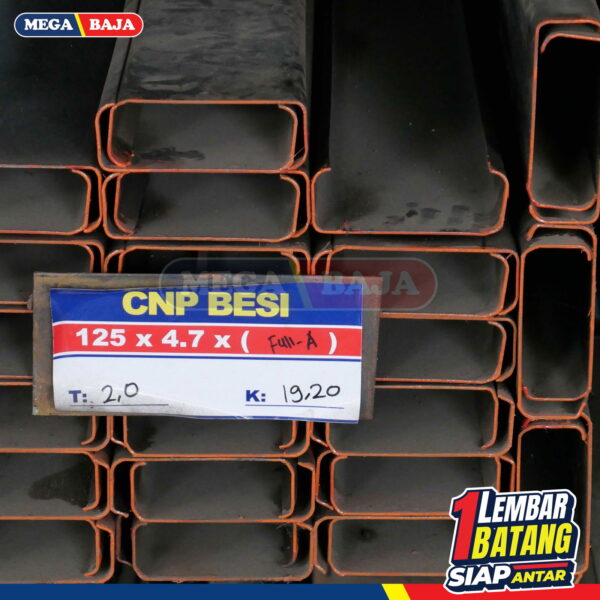 MEGA BAJA
MEGA BAJA
CNP BESI
125 x 4.7 x ( Full-A )
T: 2,0 K: 19,20
1 LEMBAR
BATANG
SIAP ANTAR